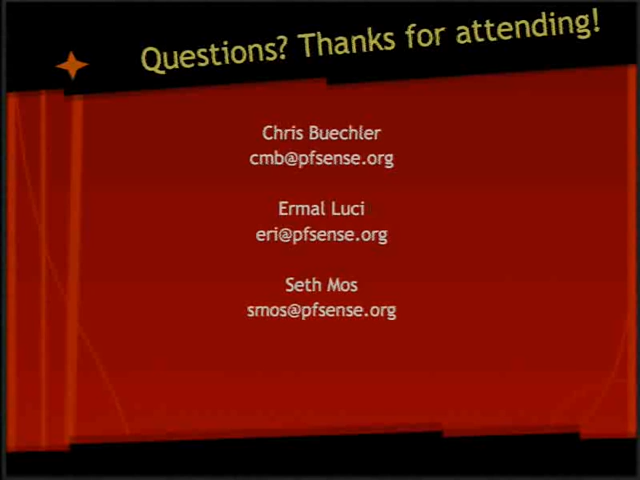 Questions? Thanks for attending!
Chris Buechler
cmb@pfsense.org
Ermal Luci
eri@pfsense.org
Seth Mos
smos@pfsense.org